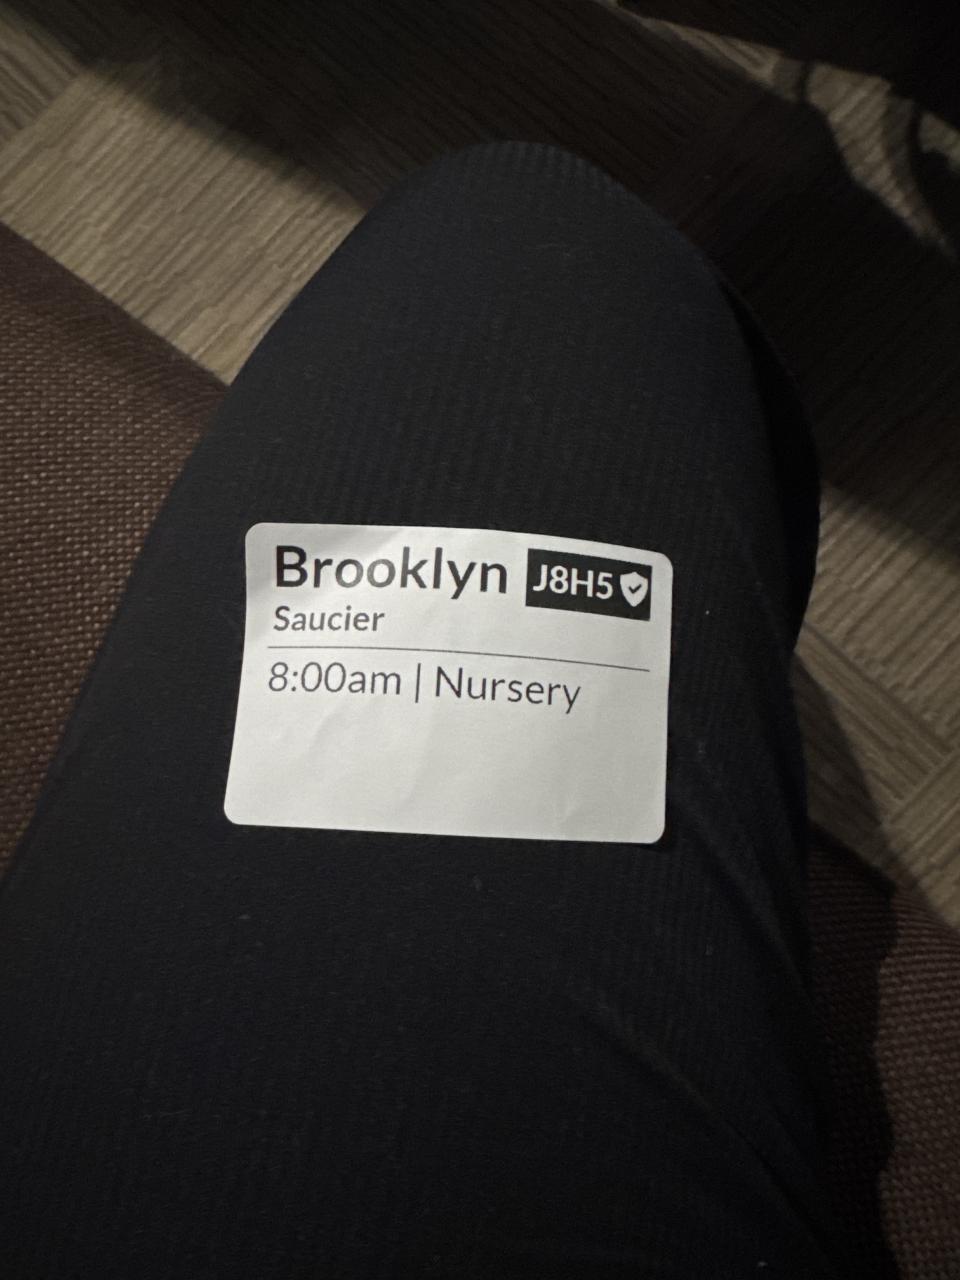 Brooklyn J8H5
Saucier
8:00am | Nursery